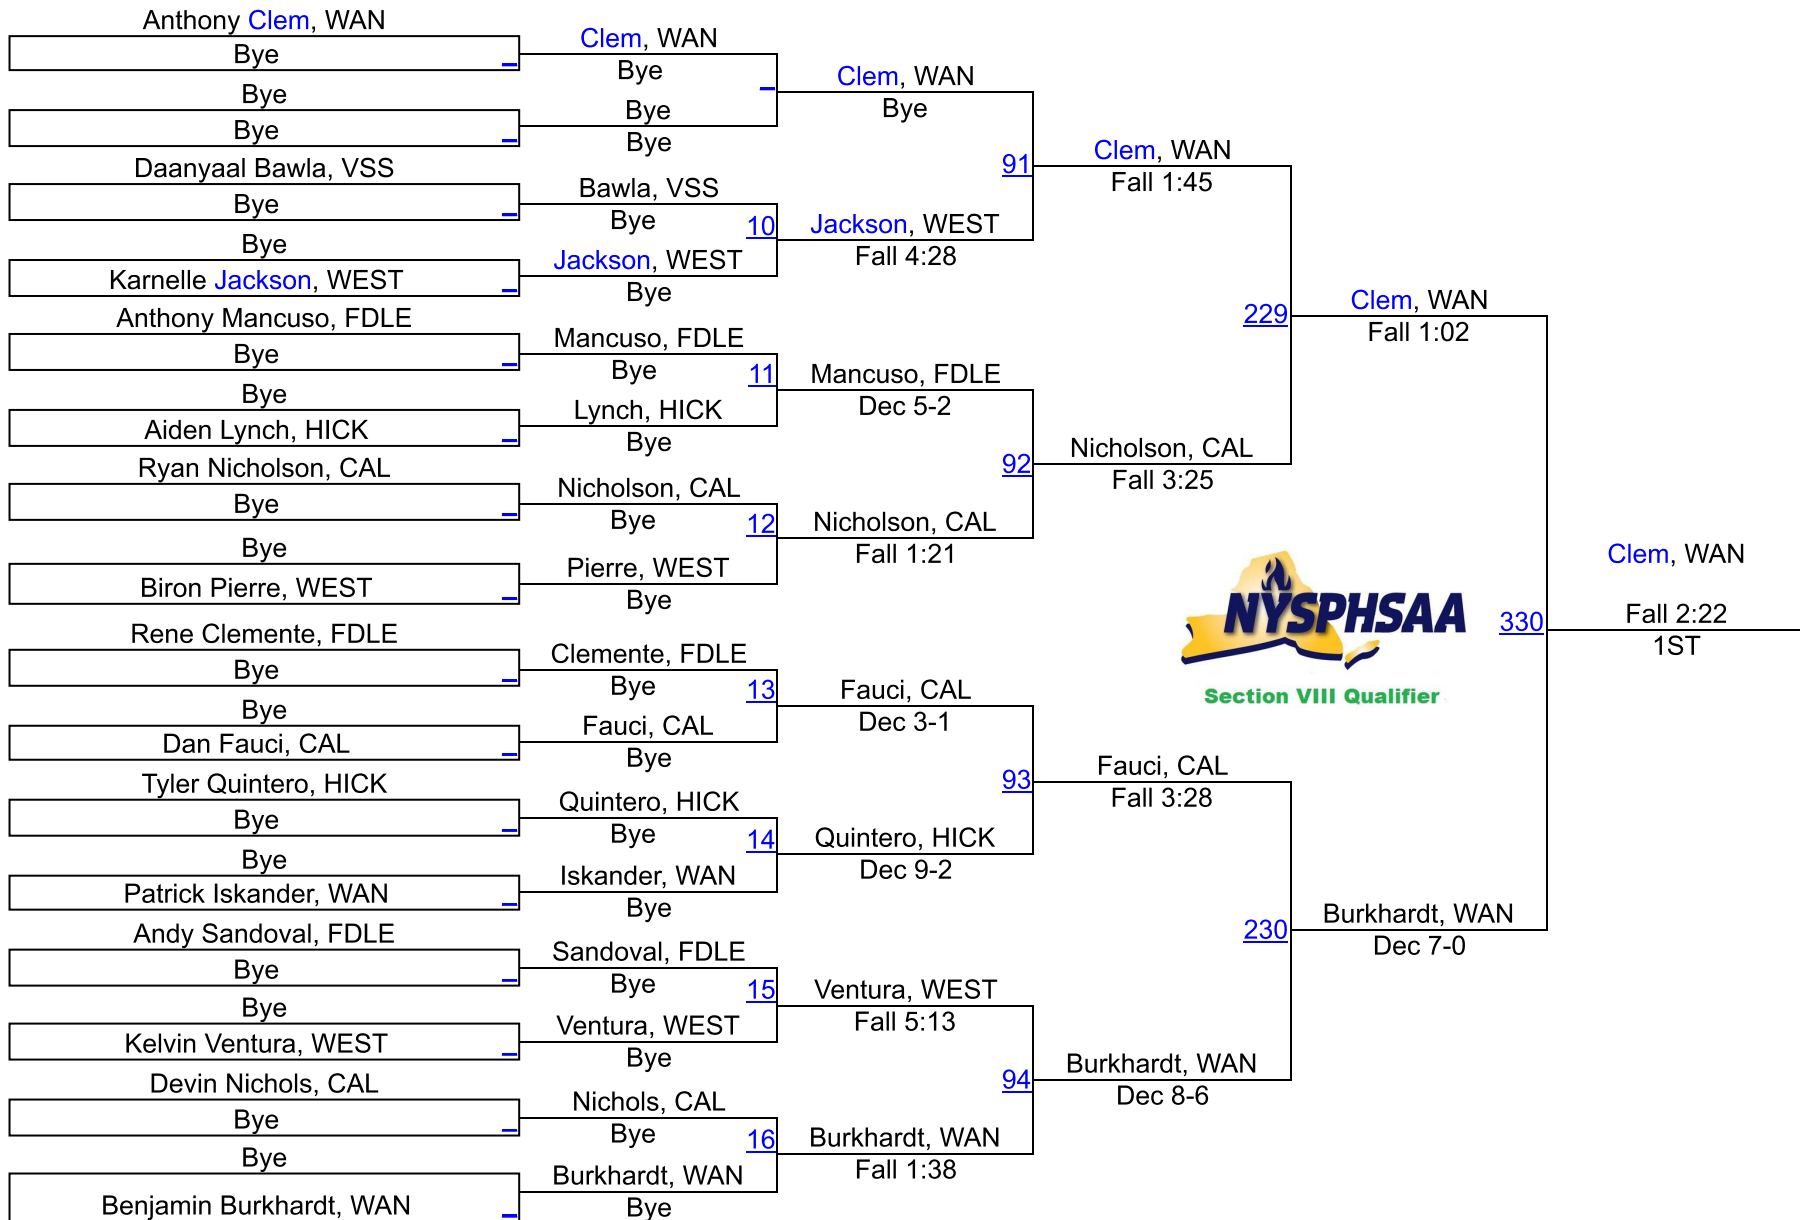 Anthony Clem, WAN
Bye
Bye
Bye
Daanyaal Bawla, VSS
Bye
Bye
Karnelle Jackson, WEST
Anthony Mancuso, FDLE
Bye
Bye
Aiden Lynch, HICK
Ryan Nicholson, CAL
Bye
Bye
Biron Pierre, WEST
Rene Clemente, FDLE
Bye
Bye
Dan Fauci, CAL
Tyler Quintero, HICK
Bye
Bye
Patrick Iskander, WAN
Andy Sandoval, FDLE
Bye
Bye
Kelvin Ventura, WEST
Devin Nichols, CAL
Bye
Bye
Benjamin Burkhardt, WAN
Clem, WAN
Bye
Bye
Bye
Bawla, VSS
Bye
10
Jackson, WEST
Bye
Mancuso, FDLE
Bye
11
Lynch, HICK
Bye
Nicholson, CAL
Bye
12
Pierre, WEST
Bye
Clemente, FDLE
Bye
13
Fauci, CAL
Bye
Quintero, HICK
Bye
14
Iskander, WAN
Bye
Sandoval, FDLE
Bye
15
Ventura, WEST
Bye
Nichols, CAL
Bye
16
Burkhardt, WAN
Bye
Clem, WAN
Bye
91
Jackson, WEST
Fall 4:28
Mancuso, FDLE
Dec 5-2
92
Nicholson, CAL
Fall 1:21
Fauci, CAL
Dec 3-1
93
Quintero, HICK
Dec 9-2
Ventura, WEST
Fall 5:13
94
Burkhardt, WAN
Fall 1:38
Clem, WAN
Fall 1:45
229
Nicholson, CAL
Fall 3:25
NYSPHSAA
Section VIII Qualifier
Fauci, CAL
Fall 3:28
230
Burkhardt, WAN
Dec 8-6
Clem, WAN
Fall 1:02
330
Burkhardt, WAN
Dec 7-0
Clem, WAN
Fall 2:22
1ST